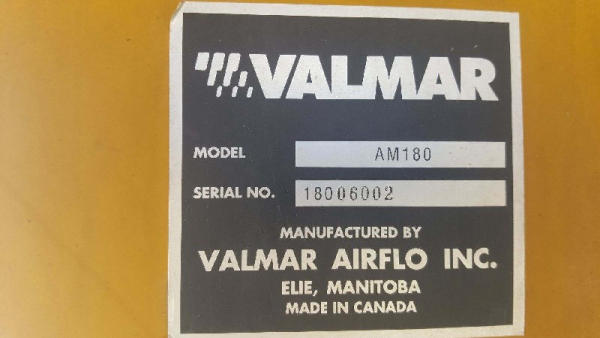 VALMAR
MODEL AM180
SERIAL NO. 18006002
MANUFACTURED BY
VALMAR AIRFLO INC.
ELIE, MANITOBA
MADE IN CANADA